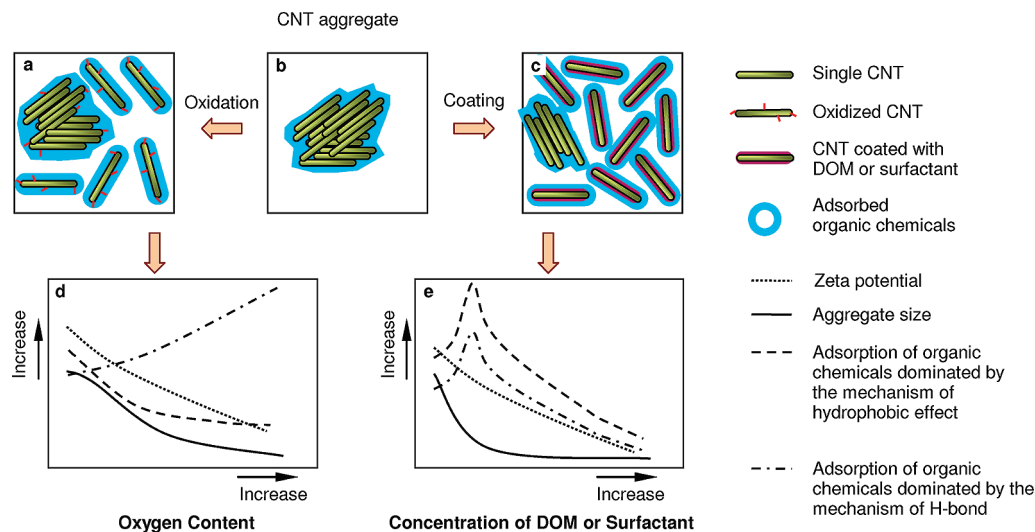 CNT aggregate
a
Oxidation
b
Coating
c
Single CNT
Oxidized CNT
CNT coated with
DOM or surfactant
Adsorbed
organic chemicals
Zeta potential
Aggregate size
Adsorption of organic
chemicals dominated by
the mechanism of
hydrophobic effect
Adsorption of organic
chemicals dominated by the
mechanism of H-bond
d
Increase
Increase
Oxygen Content
e
Increase
Increase
Concentration of DOM or Surfactant